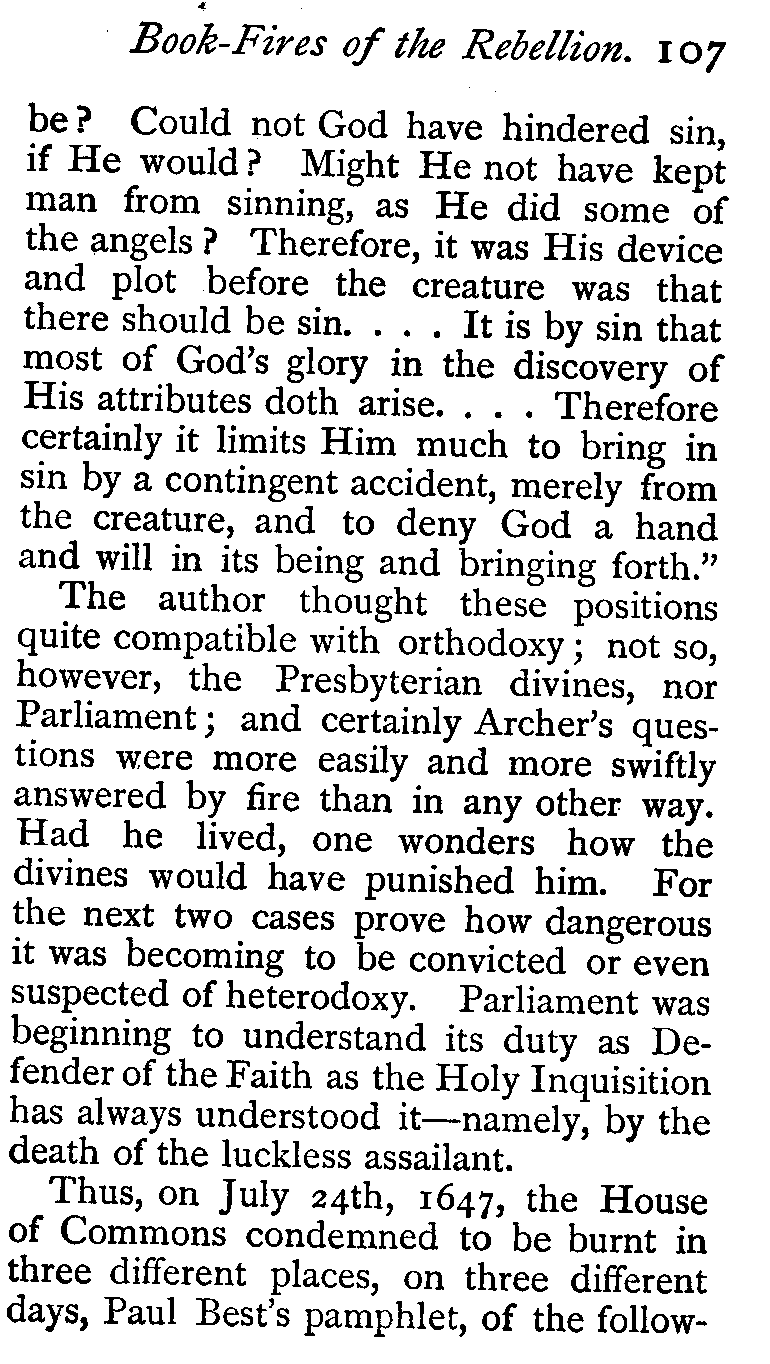 Book-Fires of the Rebellion. 107
be? Could not God have hindered sin,
if He would? Might He not have kept
man from sinning, as He did some of
the angels? Therefore, it was His device
and plot before the creature was that
there should be sin. . . . It is by sin that
most of God's glory in the discovery of
His attributes doth arise. . . . Therefore
certainly it limits Him much to bring in
sin by a contingent accident, merely from
the creature, and to deny God a hand
and will in its being and bringing forth."
The author thought these positions
quite compatible with orthodoxy; not so,
however, the Presbyterian divines, nor
Parliament; and certainly Archer's ques-
tions were more easily and more swiftly
answered by fire than in any other way.
Had he lived, one wonders how the
divines would have punished him. For
the next two cases prove how dangerous
it was becoming to be convicted or even
suspected of heterodoxy. Parliament was
beginning to understand its duty as De-
fender of the Faith as the Holy Inquisition
has always understood it—namely, by the
death of the luckless assailant.
Thus, on July 24th, 1647, the House
of Commons condemned to be burnt in
three different places, on three different
days, Paul Best's pamphlet, of the follow-